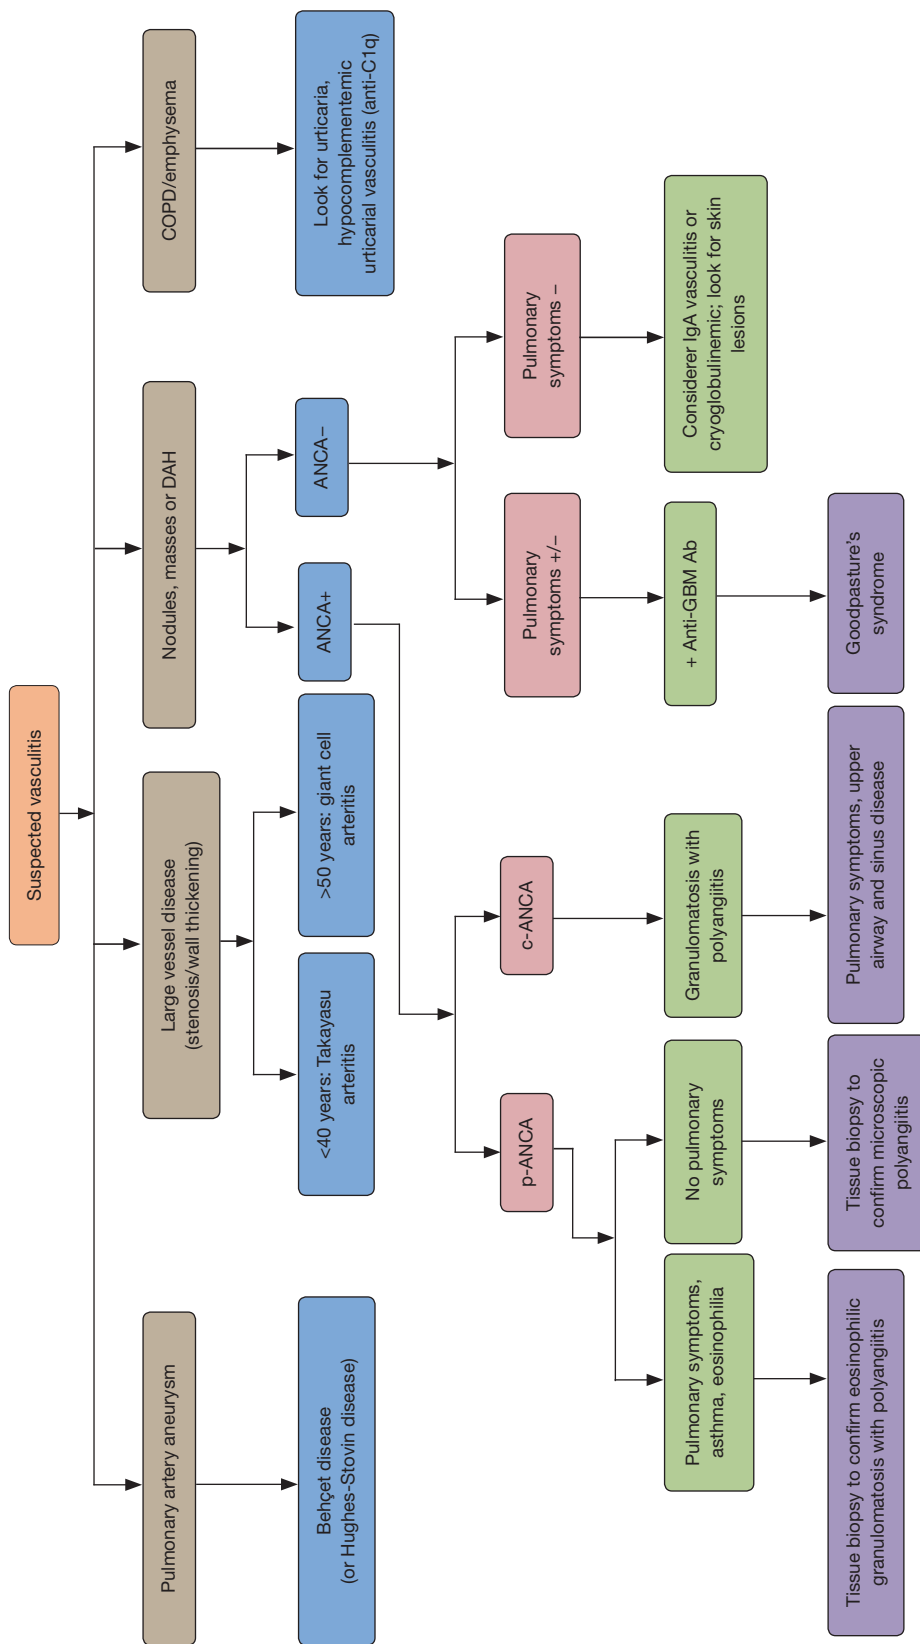 Suspected vasculitis
Pulmonary artery aneurysm
Large vessel disease
(stenosis/wall thickening)
Nodules, masses or DAH
COPD/emphysema
Behçet disease
(or Hughes-Stovin disease)
<40 years: Takayasu
arteritis
>50 years: giant cell
arteritis
ANCA+
ANCA−
Look for urticaria,
hypocomplementemic
urticarial vasculitis (anti-C1q)
p-ANCA
c-ANCA
Pulmonary
symptoms +/−
Pulmonary
symptoms −
Pulmonary symptoms,
asthma, eosinophilia
No pulmonary
symptoms
Granulomatosis with
polyangiitis
+ Anti-GBM Ab
Considerer IgA vasculitis or
cryoglobulinemic; look for skin
lesions
Tissue biopsy to confirm eosinophilic
granulomatosis with polyangiitis
Tissue biopsy to
confirm microscopic
polyangiitis
Pulmonary symptoms, upper
airway and sinus disease
Goodpasture’s
syndrome